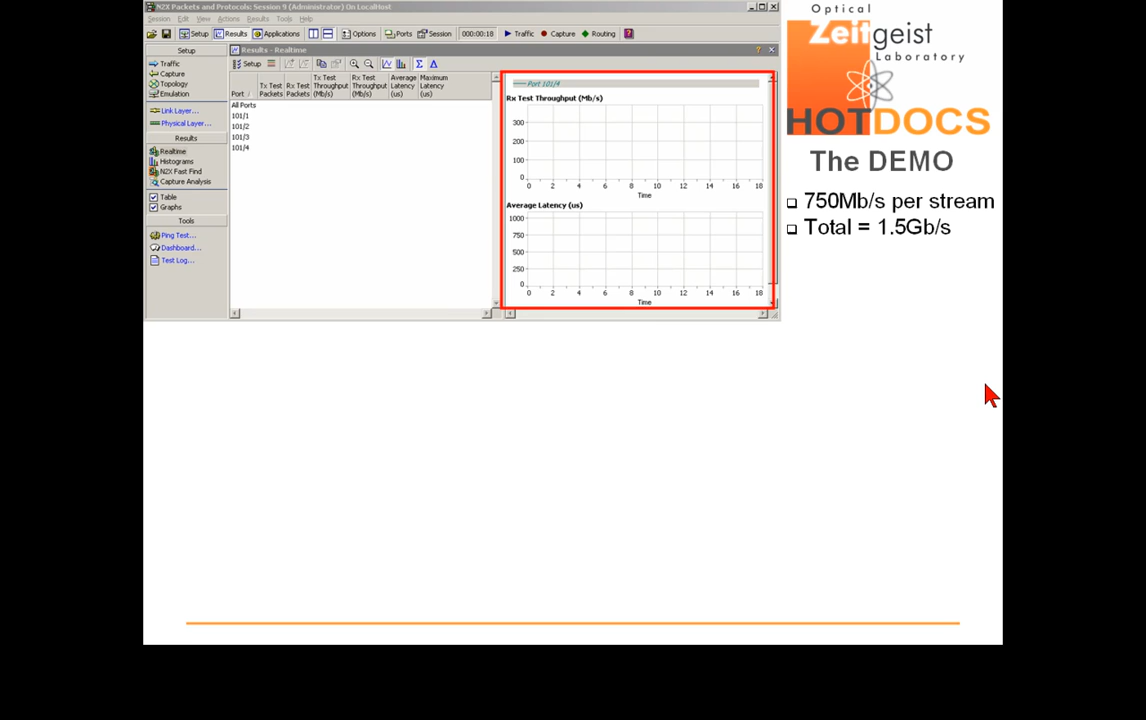 N2X Packets and Protocols: Session 9 (Administrator) On LocalHost
Session Edit View Actions Results Tools Help
Setup Results Applications Options Ports Session 000:00:18 Traffic Capture Routing
Setup
Traffic
Capture
Topology
Emulation
Link Layer...
Physical Layer...
Results
Realtime
Histograms
N2X Fast Find
Capture Analysis
Table
Graphs
Tools
Ping Test...
Dashboard...
Test Log...
Results - Realtime
Setup
Port / Tx Test Packets Rx Test Packets Tx Test Throughput (Mb/s) Rx Test Throughput (Mb/s) Average Latency (us) Maximum Latency (us)
All Ports
101/1
101/2
101/3
101/4
Port 101/4
Rx Test Throughput (Mb/s)
300
200
100
0
0 2 4 6 8 10 12 14 16 18
Time
Average Latency (us)
1000
750
500
250
0
0 2 4 6 8 10 12 14 16 18
Time
Optical
Zeitgeist
Laboratory
HOTDOCS
The DEMO
750Mb/s per stream
Total = 1.5Gb/s